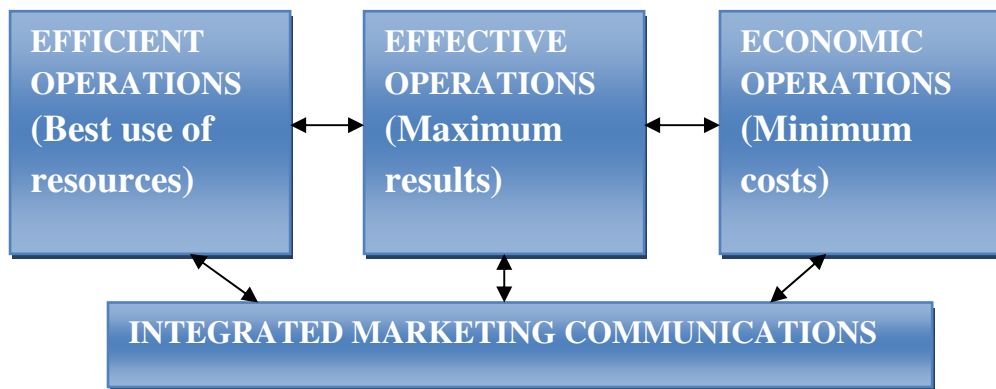 EFFICIENT
OPERATIONS
(Best use of
resources)
EFFECTIVE
OPERATIONS
(Maximum
results)
ECONOMIC
OPERATIONS
(Minimum
costs)
INTEGRATED MARKETING COMMUNICATIONS